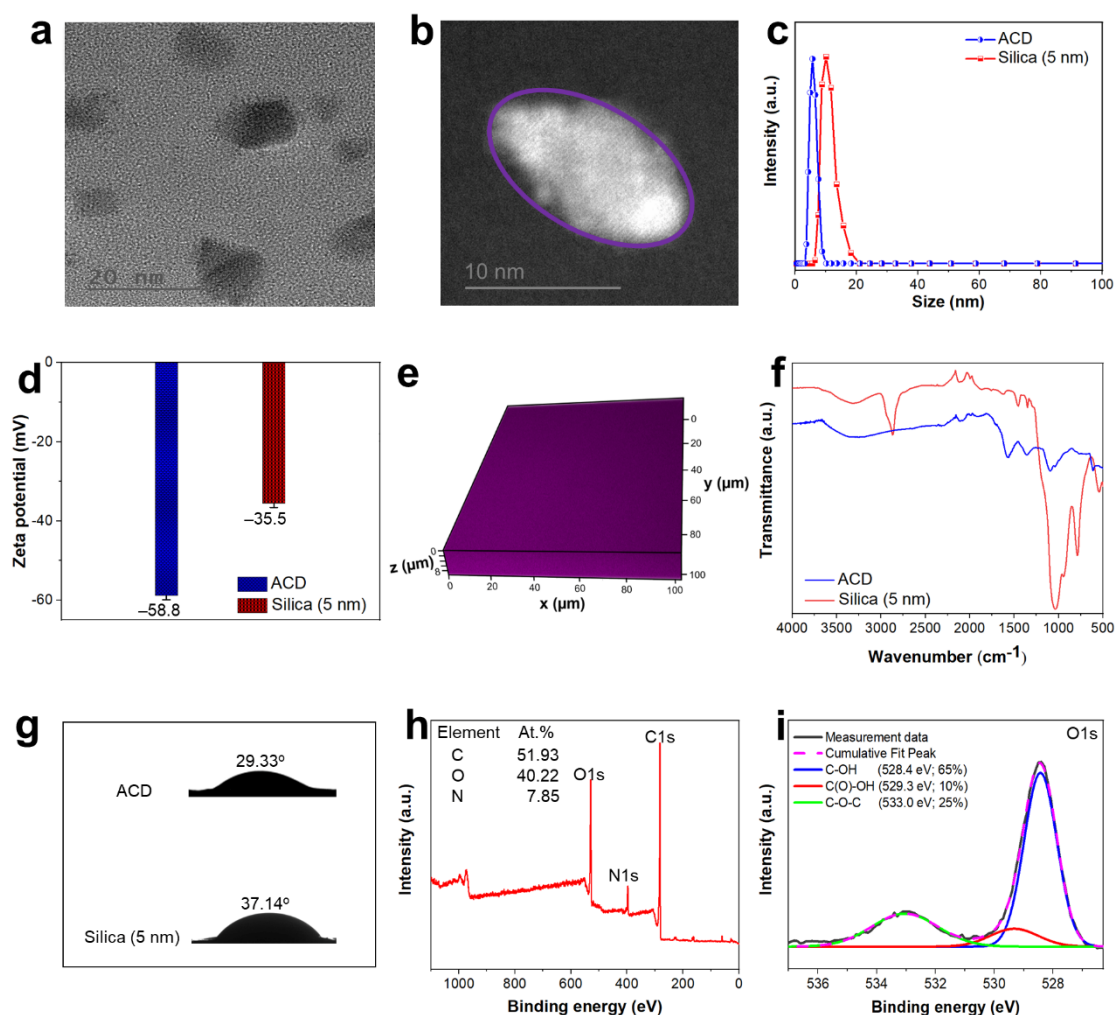 a
20 nm
b
10 nm
c
ACD
Silica (5 nm)
Intensity (a.u.)
0 20 40 60 80 100
Size (nm)
d
0
−20
−40
−60
Zeta potential (mV)
−58.8
−35.5
ACD
Silica (5 nm)
e
0
20
40
60
80
100
y (µm)
z (µm)
0
8
0 20 40 60 80 100
x (µm)
f
Transmittance (a.u.)
ACD
Silica (5 nm)
4000 3500 3000 2500 2000 1500 1000 500
Wavenumber (cm⁻¹)
g
29.33º
ACD
37.14º
Silica (5 nm)
h
Element At.%
C 51.93
O 40.22
N 7.85
C1s
O1s
N1s
Intensity (a.u.)
1000 800 600 400 200 0
Binding energy (eV)
i
O1s
Measurement data
Cumulative Fit Peak
C-OH (528.4 eV; 65%)
C(O)-OH (529.3 eV; 10%)
C-O-C (533.0 eV; 25%)
Intensity (a.u.)
536 534 532 530 528
Binding energy (eV)